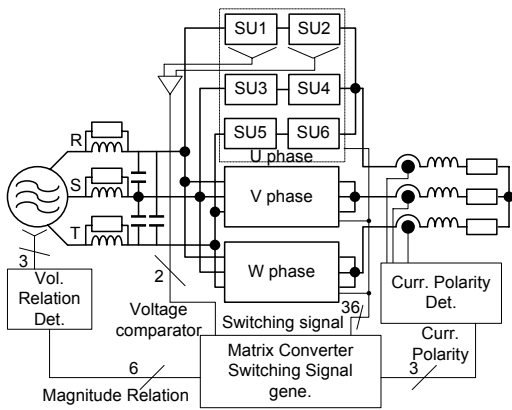 SU1
SU2
SU3
SU4
SU5
SU6
U phase
R
S
T
V phase
W phase
3
2
Vol.
Relation
Det.
Voltage
comparator
Switching signal
36
Curr. Polarity
Det.
Curr.
Polarity
Matrix Converter
Switching Signal
gene.
6
3
Magnitude Relation